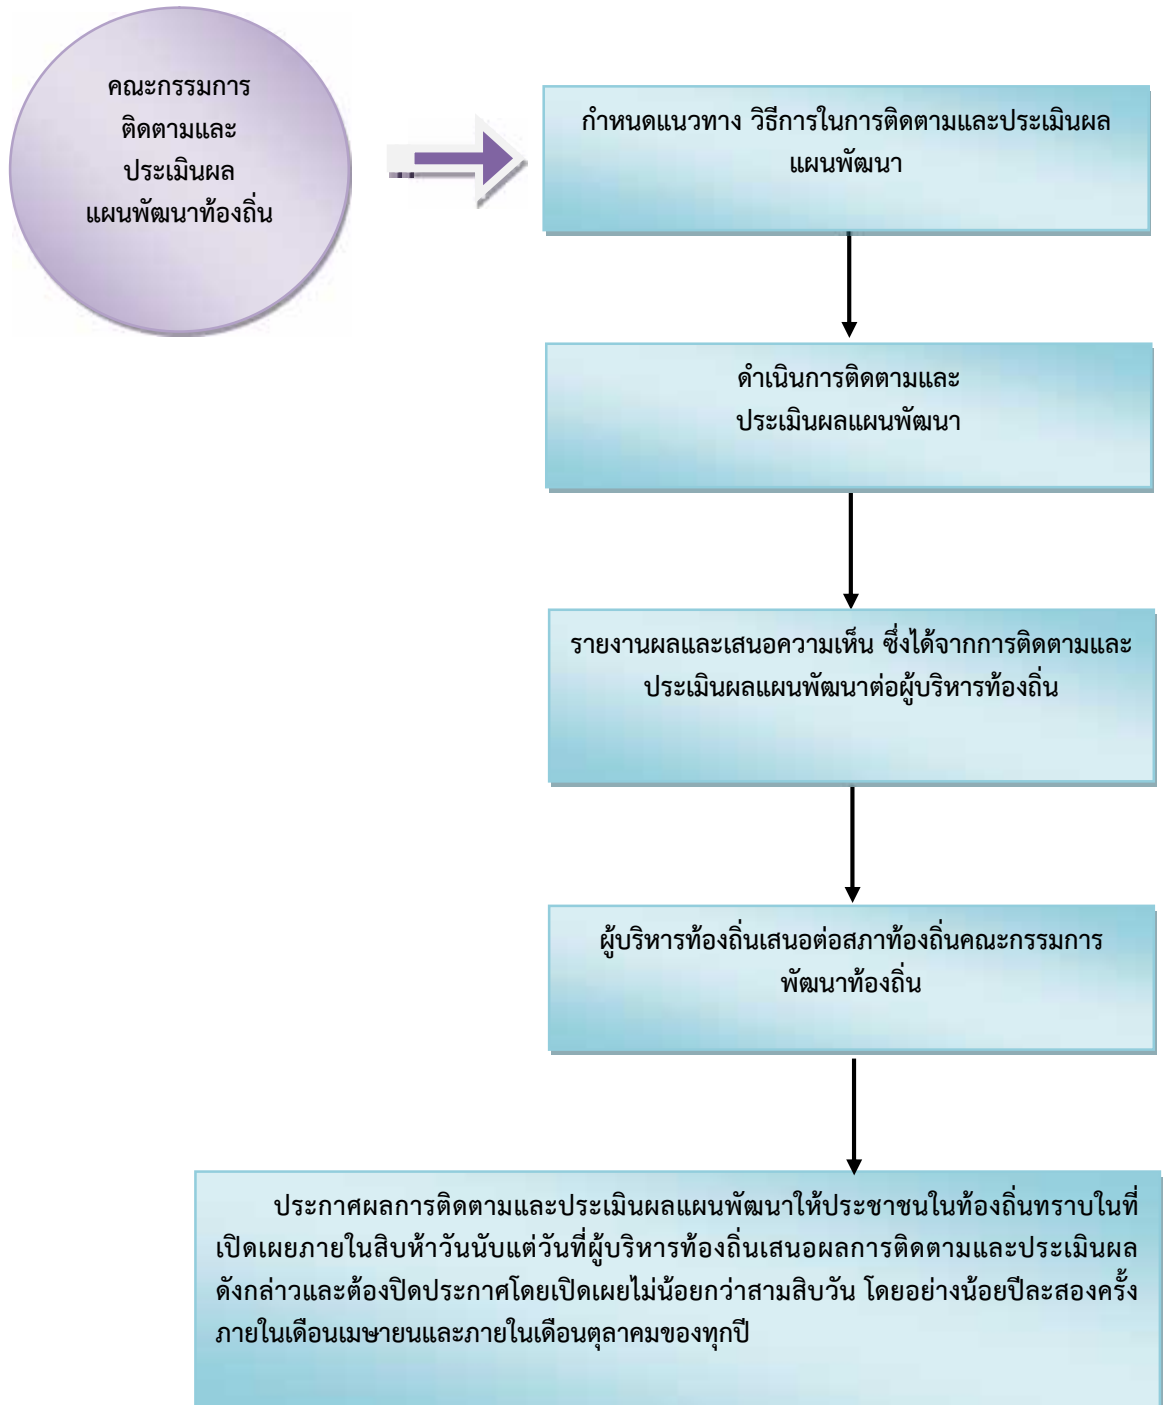 คณะกรรมการ
ติดตามและ
ประเมินผล
แผนพัฒนาท้องถิ่น
กำหนดแนวทาง วิธีการในการติดตามและประเมินผล
แผนพัฒนา
ดำเนินการติดตามและ
ประเมินผลแผนพัฒนา
รายงานผลและเสนอความเห็น ซึ่งได้จากการติดตามและ
ประเมินผลแผนพัฒนาต่อผู้บริหารท้องถิ่น
ผู้บริหารท้องถิ่นเสนอต่อสภาท้องถิ่นคณะกรรมการ
พัฒนาท้องถิ่น
ประกาศผลการติดตามและประเมินผลแผนพัฒนาให้ประชาชนในท้องถิ่นทราบในที่
เปิดเผยภายในสิบห้าวันนับแต่วันที่ผู้บริหารท้องถิ่นเสนอผลการติดตามและประเมินผล
ดังกล่าวและต้องปิดประกาศโดยเปิดเผยไม่น้อยกว่าสามสิบวัน โดยอย่างน้อยปีละสองครั้ง
ภายในเดือนเมษายนและภายในเดือนตุลาคมของทุกปี